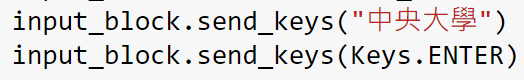 input_block.send_keys("中央大學")
input_block.send_keys(Keys.ENTER)